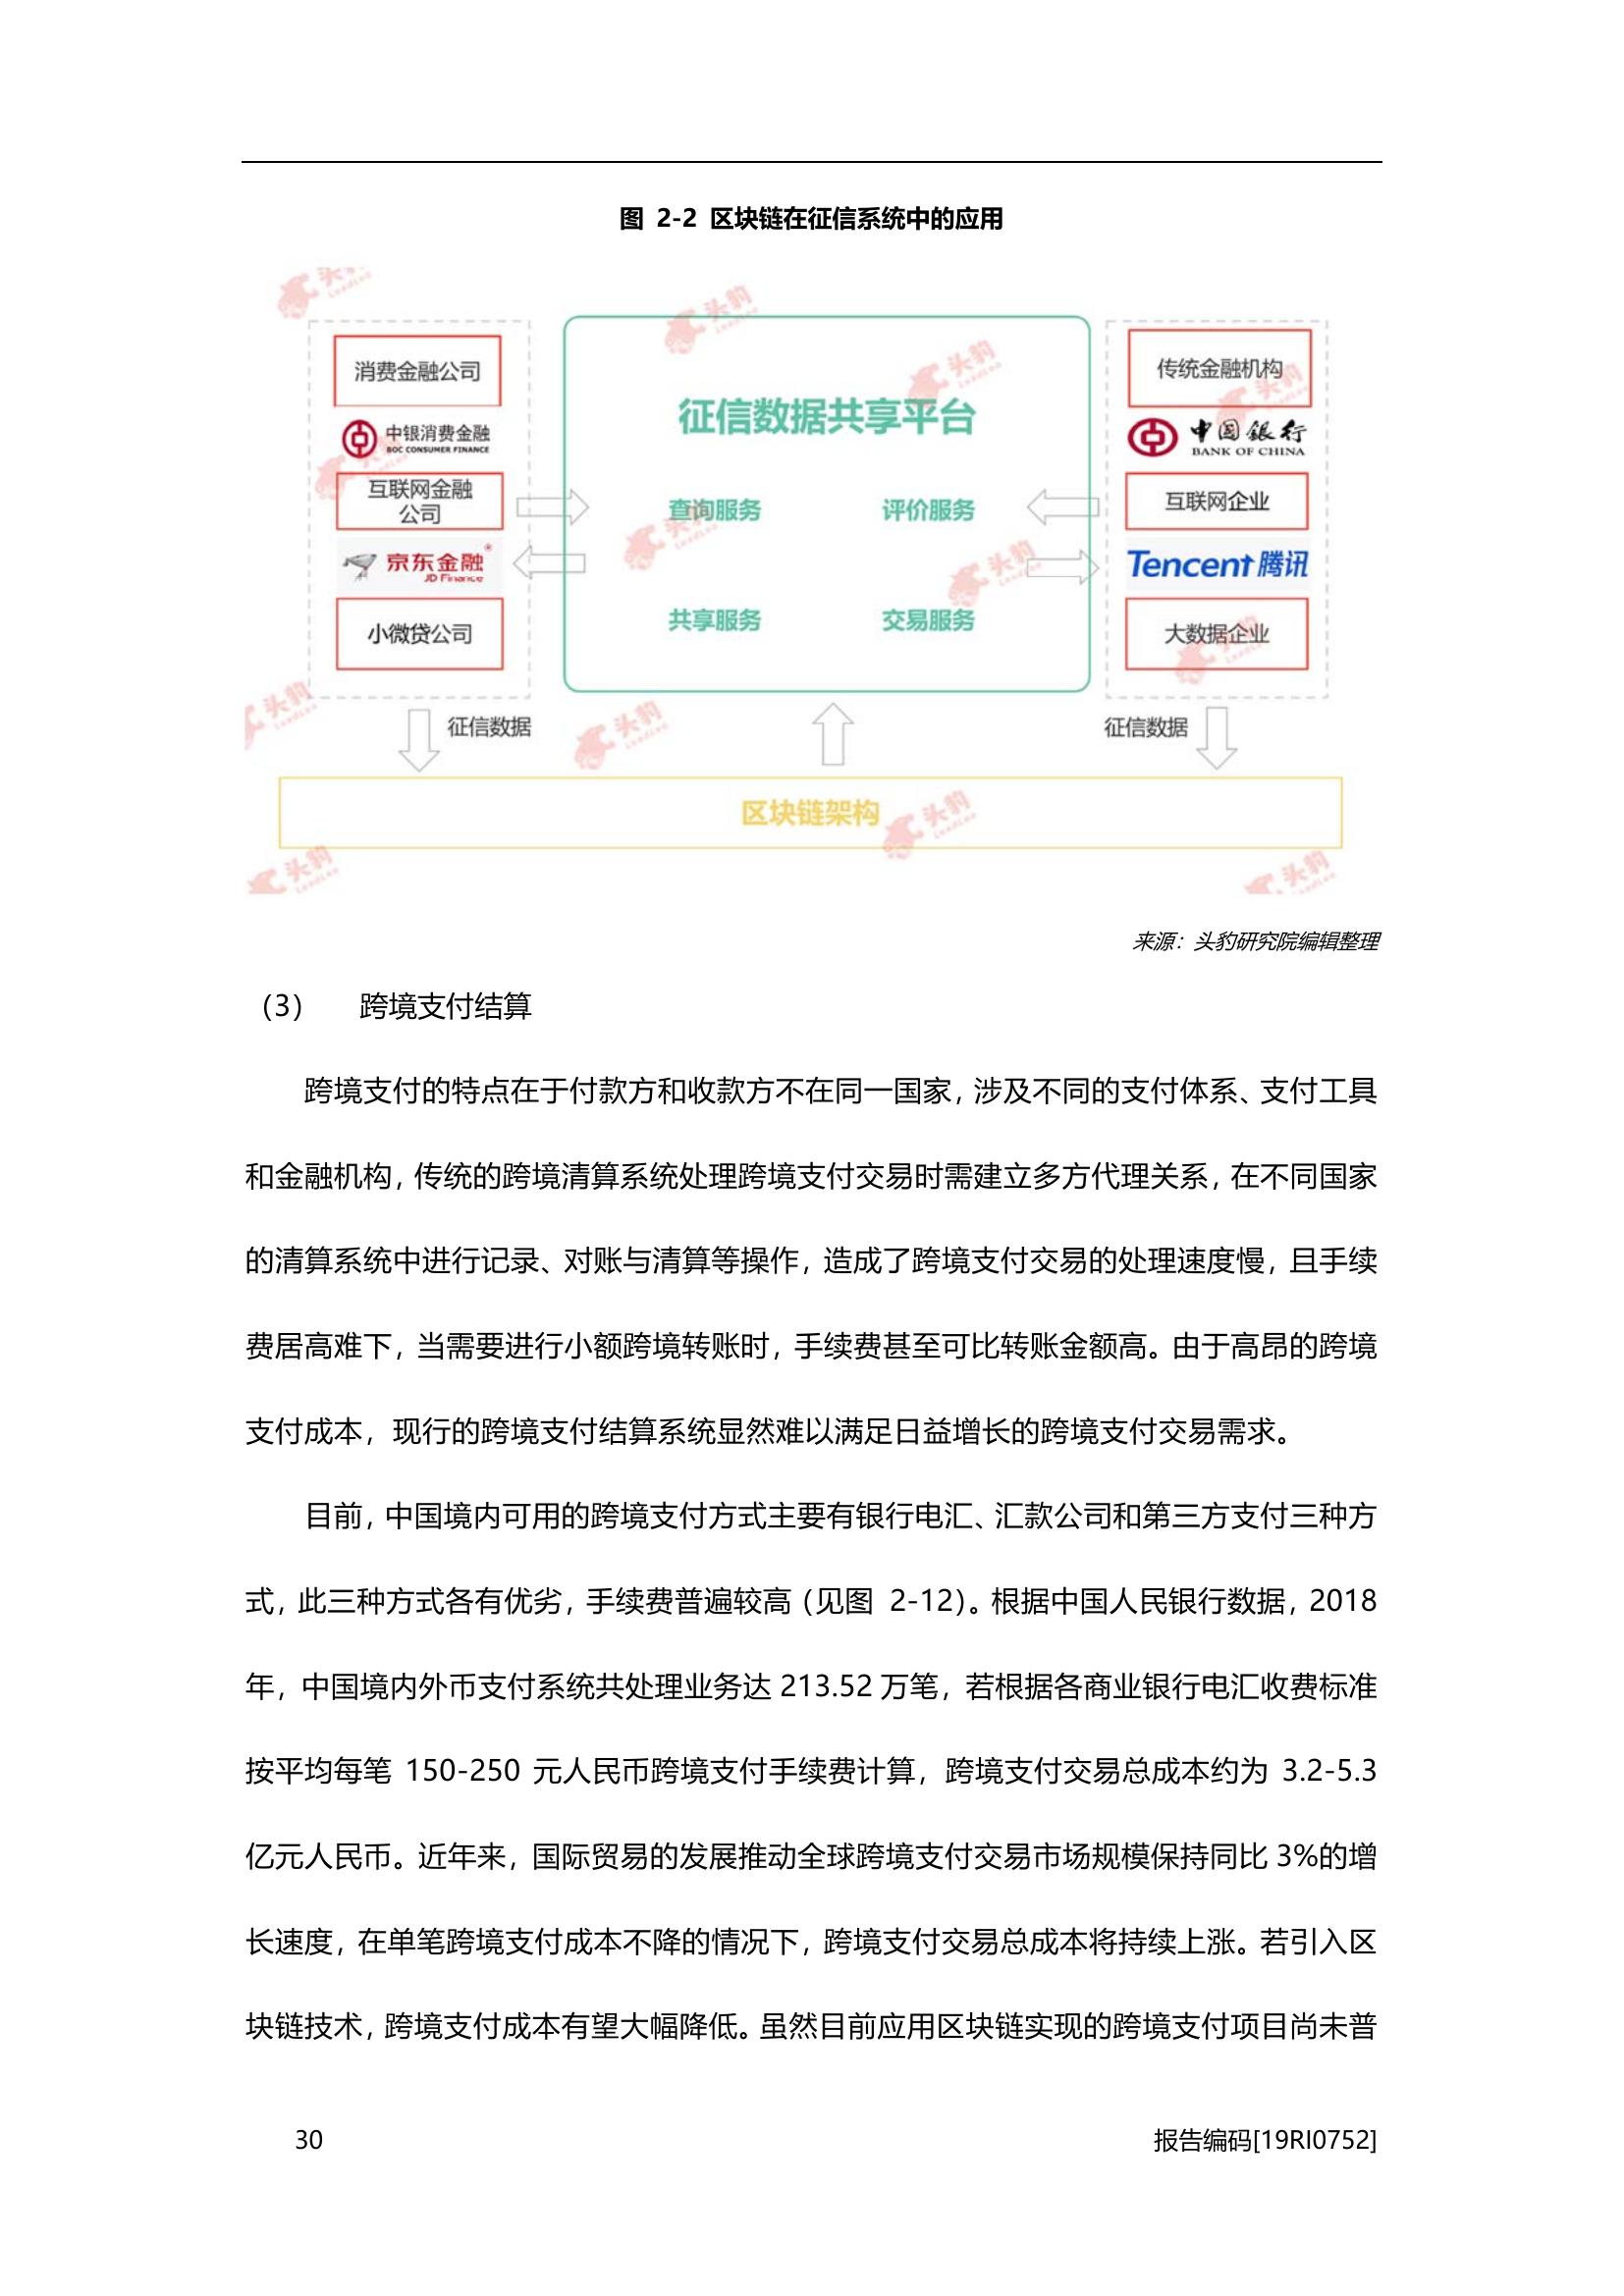 图 2-2 区块链在征信系统中的应用
消费金融公司
中银消费金融
BOC CONSUMER FINANCE
互联网金融
公司
京东金融
JD Finance
小微贷公司
征信数据共享平台
查询服务 评价服务
共享服务 交易服务
传统金融机构
中国银行
BANK OF CHINA
互联网企业
Tencent 腾讯
大数据企业
征信数据
征信数据
区块链架构
头豹
LeadLeo
来源：头豹研究院编辑整理
（3） 跨境支付结算
跨境支付的特点在于付款方和收款方不在同一国家，涉及不同的支付体系、支付工具
和金融机构，传统的跨境清算系统处理跨境支付交易时需建立多方代理关系，在不同国家
的清算系统中进行记录、对账与清算等操作，造成了跨境支付交易的处理速度慢，且手续
费居高难下，当需要进行小额跨境转账时，手续费甚至可比转账金额高。由于高昂的跨境
支付成本，现行的跨境支付结算系统显然难以满足日益增长的跨境支付交易需求。
目前，中国境内可用的跨境支付方式主要有银行电汇、汇款公司和第三方支付三种方
式，此三种方式各有优劣，手续费普遍较高（见图 2-12）。根据中国人民银行数据，2018
年，中国境内外币支付系统共处理业务达 213.52 万笔，若根据各商业银行电汇收费标准
按平均每笔 150-250 元人民币跨境支付手续费计算，跨境支付交易总成本约为 3.2-5.3
亿元人民币。近年来，国际贸易的发展推动全球跨境支付交易市场规模保持同比 3%的增
长速度，在单笔跨境支付成本不降的情况下，跨境支付交易总成本将持续上涨。若引入区
块链技术，跨境支付成本有望大幅降低。虽然目前应用区块链实现的跨境支付项目尚未普
30 报告编码[19RI0752]